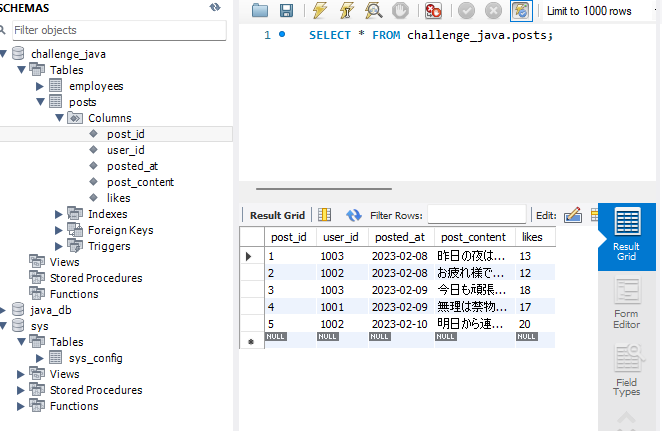 SCHEMAS
Filter objects
challenge_java
Tables
employees
posts
Columns
post_id
user_id
posted_at
post_content
likes
Indexes
Foreign Keys
Triggers
Views
Stored Procedures
Functions
java_db
sys
Tables
sys_config
Views
Stored Procedures
Functions
Limit to 1000 rows
1 SELECT * FROM challenge_java.posts;
Result Grid Filter Rows: Edit:
post_id user_id posted_at post_content likes
1 1003 2023-02-08 昨日の夜は... 13
2 1002 2023-02-08 お疲れ様で... 12
3 1003 2023-02-09 今日も頑張... 18
4 1001 2023-02-09 無理は禁物... 17
5 1002 2023-02-10 明日から連... 20
NULL NULL NULL NULL NULL
Result
Grid
Form
Editor
Field
Types